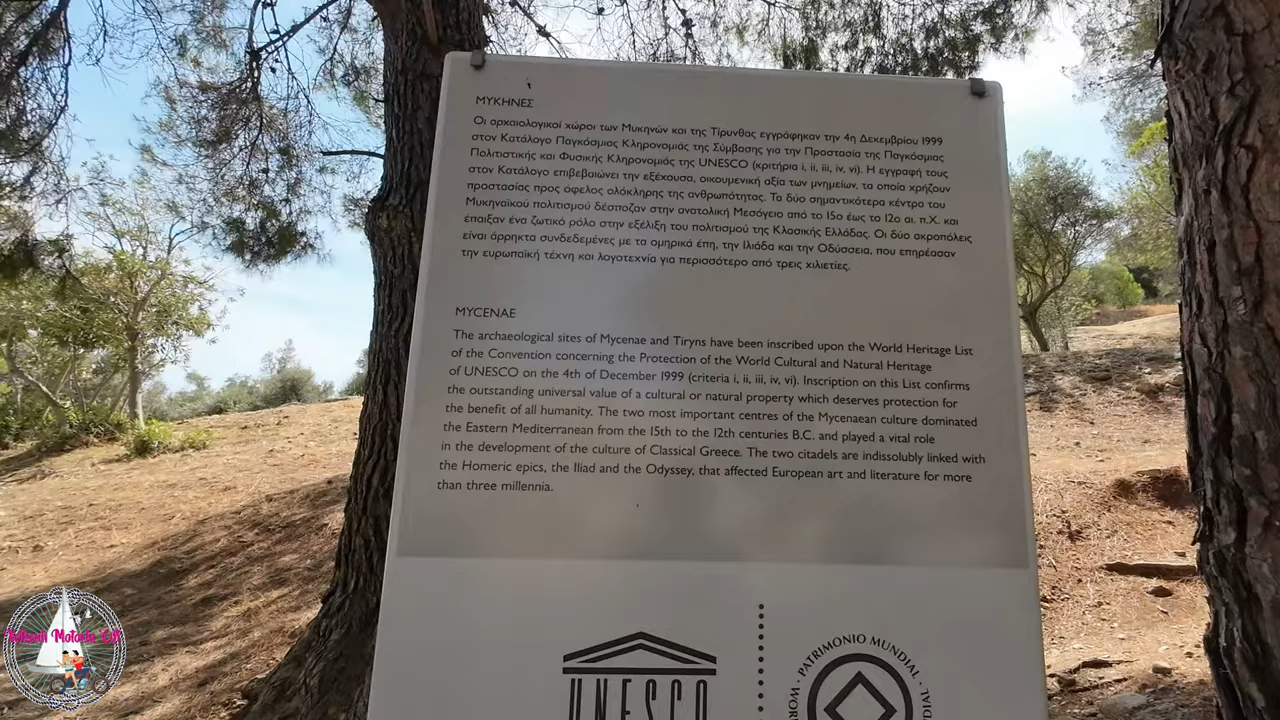 ΜΥΚΗΝΕΣ
Οι αρχαιολογικοί χώροι των Μυκηνών και της Τίρυνθας εγγράφηκαν την 4η Δεκεμβρίου 1999
στον Κατάλογο Παγκόσμιας Κληρονομιάς της Σύμβασης για την Προστασία της Παγκόσμιας
Πολιτιστικής και Φυσικής Κληρονομιάς της UNESCO (κριτήρια i, ii, iii, iv, vi). Η εγγραφή τους
στον Κατάλογο επιβεβαιώνει την εξέχουσα, οικουμενική αξία των μνημείων, τα οποία χρήζουν
προστασίας προς όφελος ολόκληρης της ανθρωπότητας. Τα δύο σημαντικότερα κέντρα του
Μυκηναϊκού πολιτισμού δέσποζαν στην ανατολική Μεσόγειο από το 15ο έως το 12ο αι. π.Χ. και
έπαιξαν ένα ζωτικό ρόλο στην εξέλιξη του πολιτισμού της Κλασικής Ελλάδας. Οι δύο ακροπόλεις
είναι άρρηκτα συνδεδεμένες με τα ομηρικά έπη, την Ιλιάδα και την Οδύσσεια, που επηρέασαν
την ευρωπαϊκή τέχνη και λογοτεχνία για περισσότερο από τρεις χιλιετίες.
MYCENAE
The archaeological sites of Mycenae and Tiryns have been inscribed upon the World Heritage List
of the Convention concerning the Protection of the World Cultural and Natural Heritage
of UNESCO on the 4th of December 1999 (criteria i, ii, iii, iv, vi). Inscription on this List confirms
the outstanding universal value of a cultural or natural property which deserves protection for
the benefit of all humanity. The two most important centres of the Mycenaean culture dominated
the Eastern Mediterranean from the 15th to the 12th centuries B.C. and played a vital role
in the development of the culture of Classical Greece. The two citadels are indissolubly linked with
the Homeric epics, the Iliad and the Odyssey, that affected European art and literature for more
than three millennia.
UNESCO
PATRIMONIO MUNDIAL